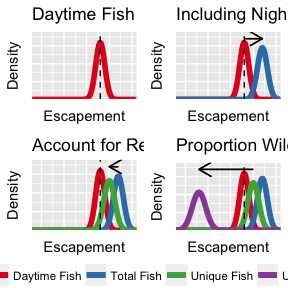 Daytime Fish
Including Nigh
Density
Density
Escapement
Escapement
Account for Re
Proportion Wil
Density
Density
Escapement
Escapement
Daytime Fish
Total Fish
Unique Fish
U